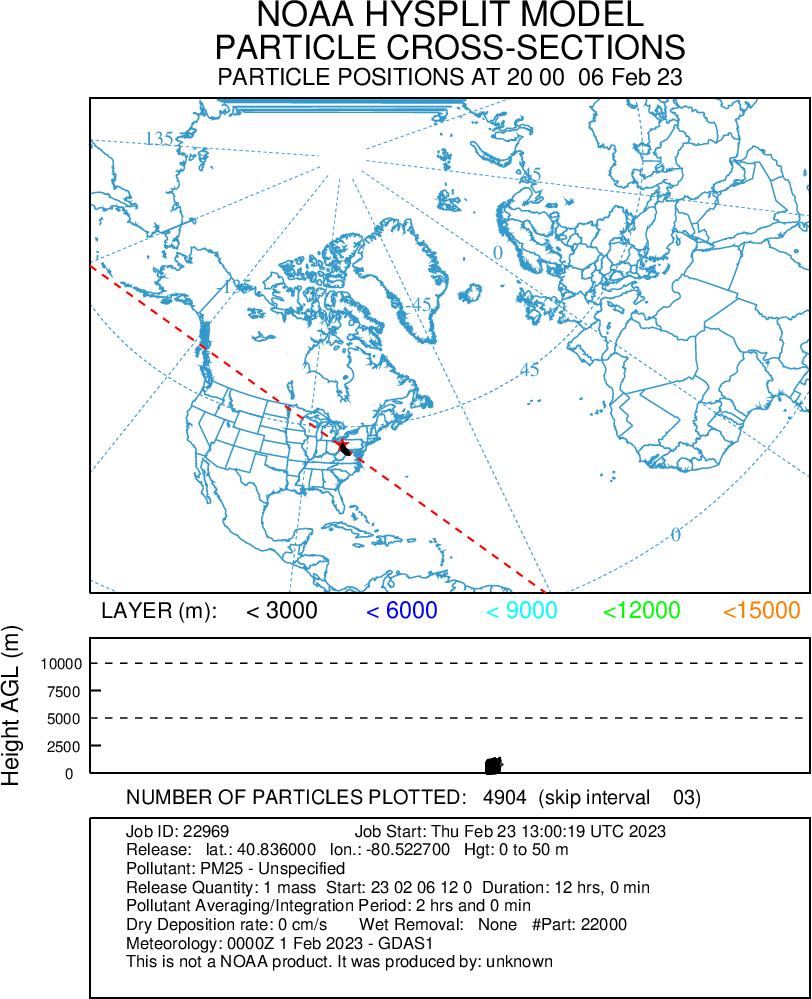 NOAA HYSPLIT MODEL
PARTICLE CROSS-SECTIONS
PARTICLE POSITIONS AT 20 00  06 Feb 23
135
45
0
-135
-45
45
0
LAYER (m): < 3000 < 6000 < 9000 <12000 <15000
Height AGL (m)
10000
7500
5000
2500
0
NUMBER OF PARTICLES PLOTTED: 4904 (skip interval 03)
Job ID: 22969 Job Start: Thu Feb 23 13:00:19 UTC 2023
Release: lat.: 40.836000 lon.: -80.522700 Hgt: 0 to 50 m
Pollutant: PM25 - Unspecified
Release Quantity: 1 mass Start: 23 02 06 12 0 Duration: 12 hrs, 0 min
Pollutant Averaging/Integration Period: 2 hrs and 0 min
Dry Deposition rate: 0 cm/s Wet Removal: None #Part: 22000
Meteorology: 0000Z 1 Feb 2023 - GDAS1
This is not a NOAA product. It was produced by: unknown